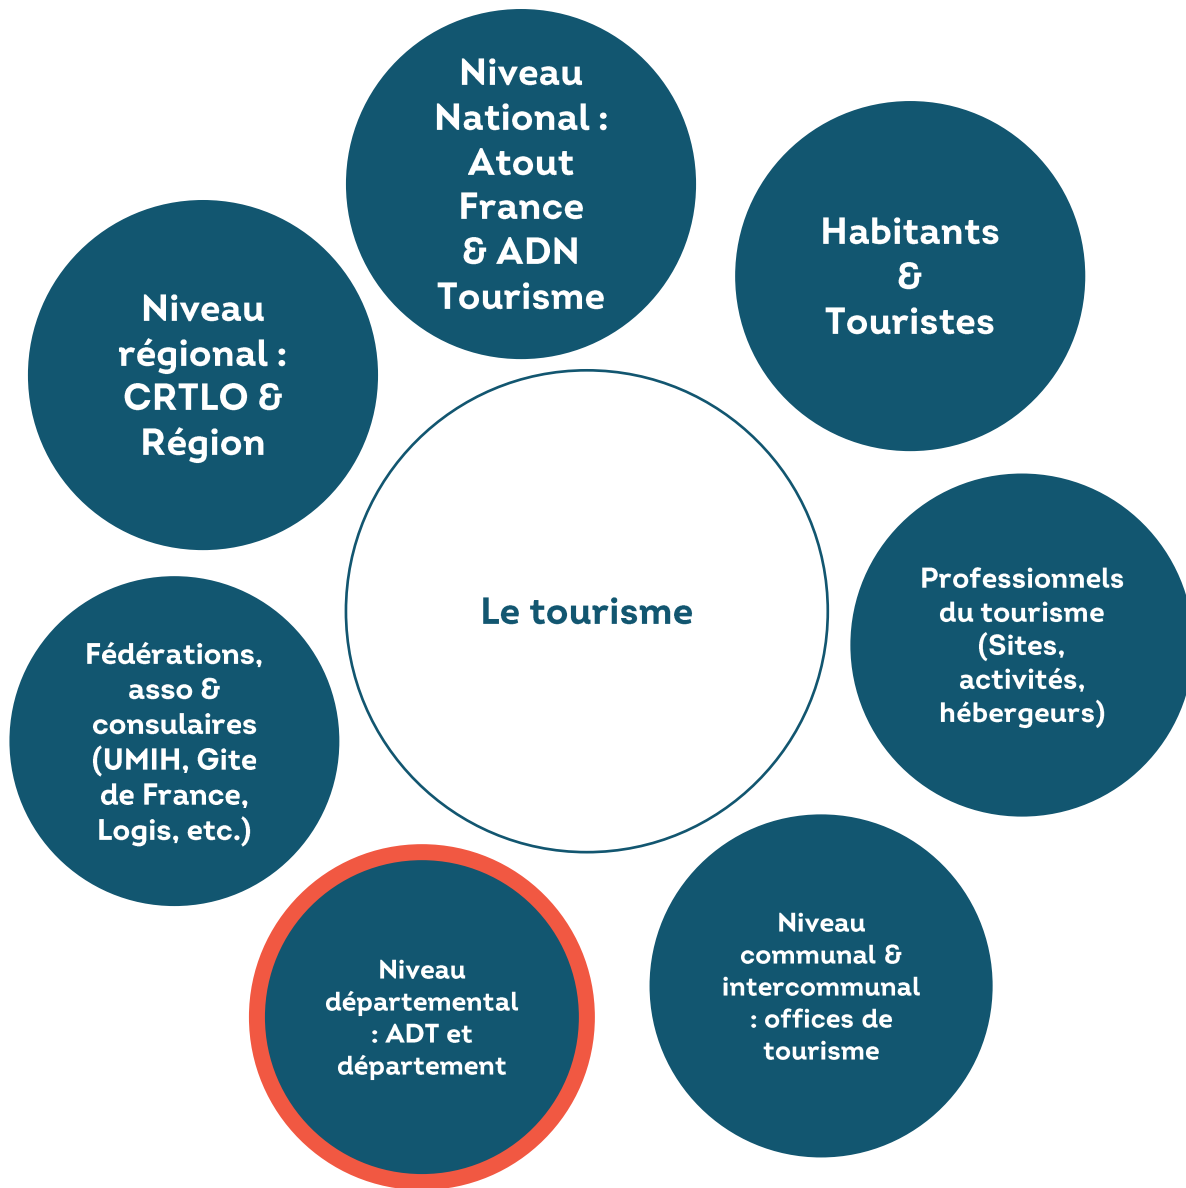 Niveau
National :
Atout
France
& ADN
Tourisme
Habitants
&
Touristes
Niveau
régional :
CRTLO &
Région
Le tourisme
Professionnels
du tourisme
(Sites,
activités,
hébergeurs)
Fédérations,
asso &
consulaires
(UMIH, Gite
de France,
Logis, etc.)
Niveau
communal &
intercommunal
: offices de
tourisme
Niveau
départemental
: ADT et
département